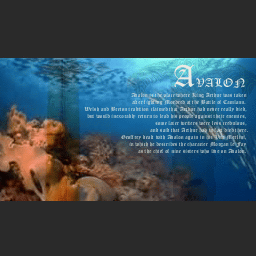 AVALON
Avalon was the place where King Arthur was taken
after fighting Mordred at the Battle of Camlann.
Welsh and Breton tradition claimed that Arthur had never really died,
but would inexorably return to lead his people against their enemies,
some later writers were less credulous,
and said that Arthur had died there.
Geoffrey dealt with Avalon again in the Vita Merlini,
in which he describes the character Morgan le Fay
as the chief of nine sisters who live on Avalon.